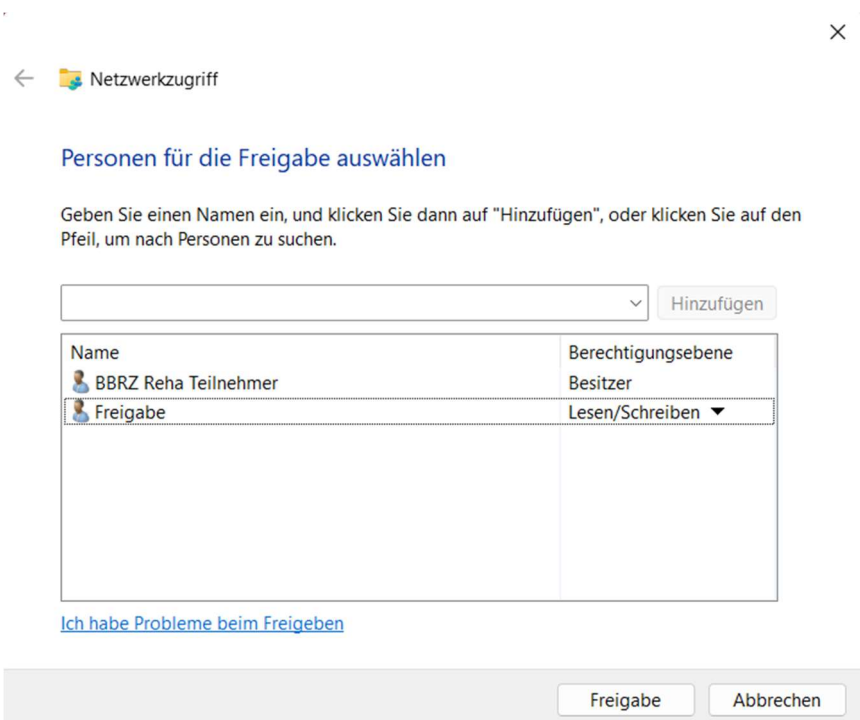 Netzwerkzugriff
Personen für die Freigabe auswählen
Geben Sie einen Namen ein, und klicken Sie dann auf "Hinzufügen", oder klicken Sie auf den
Pfeil, um nach Personen zu suchen.
Hinzufügen
Name Berechtigungsebene
BBRZ Reha Teilnehmer Besitzer
Freigabe Lesen/Schreiben
Ich habe Probleme beim Freigeben
Freigabe Abbrechen